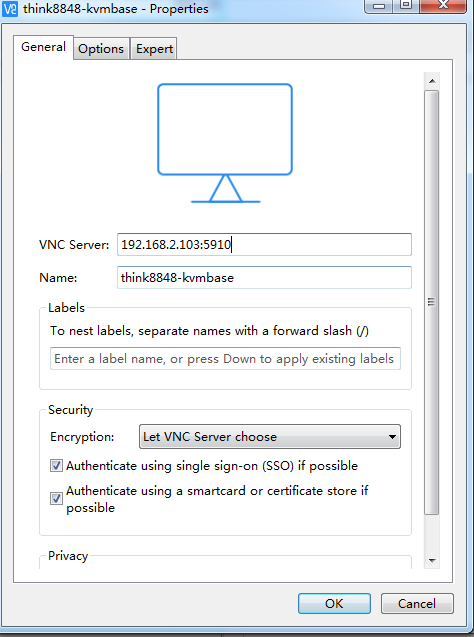 think8848-kvmbase - Properties
General Options Expert
VNC Server: 192.168.2.103:5910
Name: think8848-kvmbase
Labels
To nest labels, separate names with a forward slash (/)
Enter a label name, or press Down to apply existing labels
Security
Encryption: Let VNC Server choose
Authenticate using single sign-on (SSO) if possible
Authenticate using a smartcard or certificate store if
possible
Privacy
OK Cancel